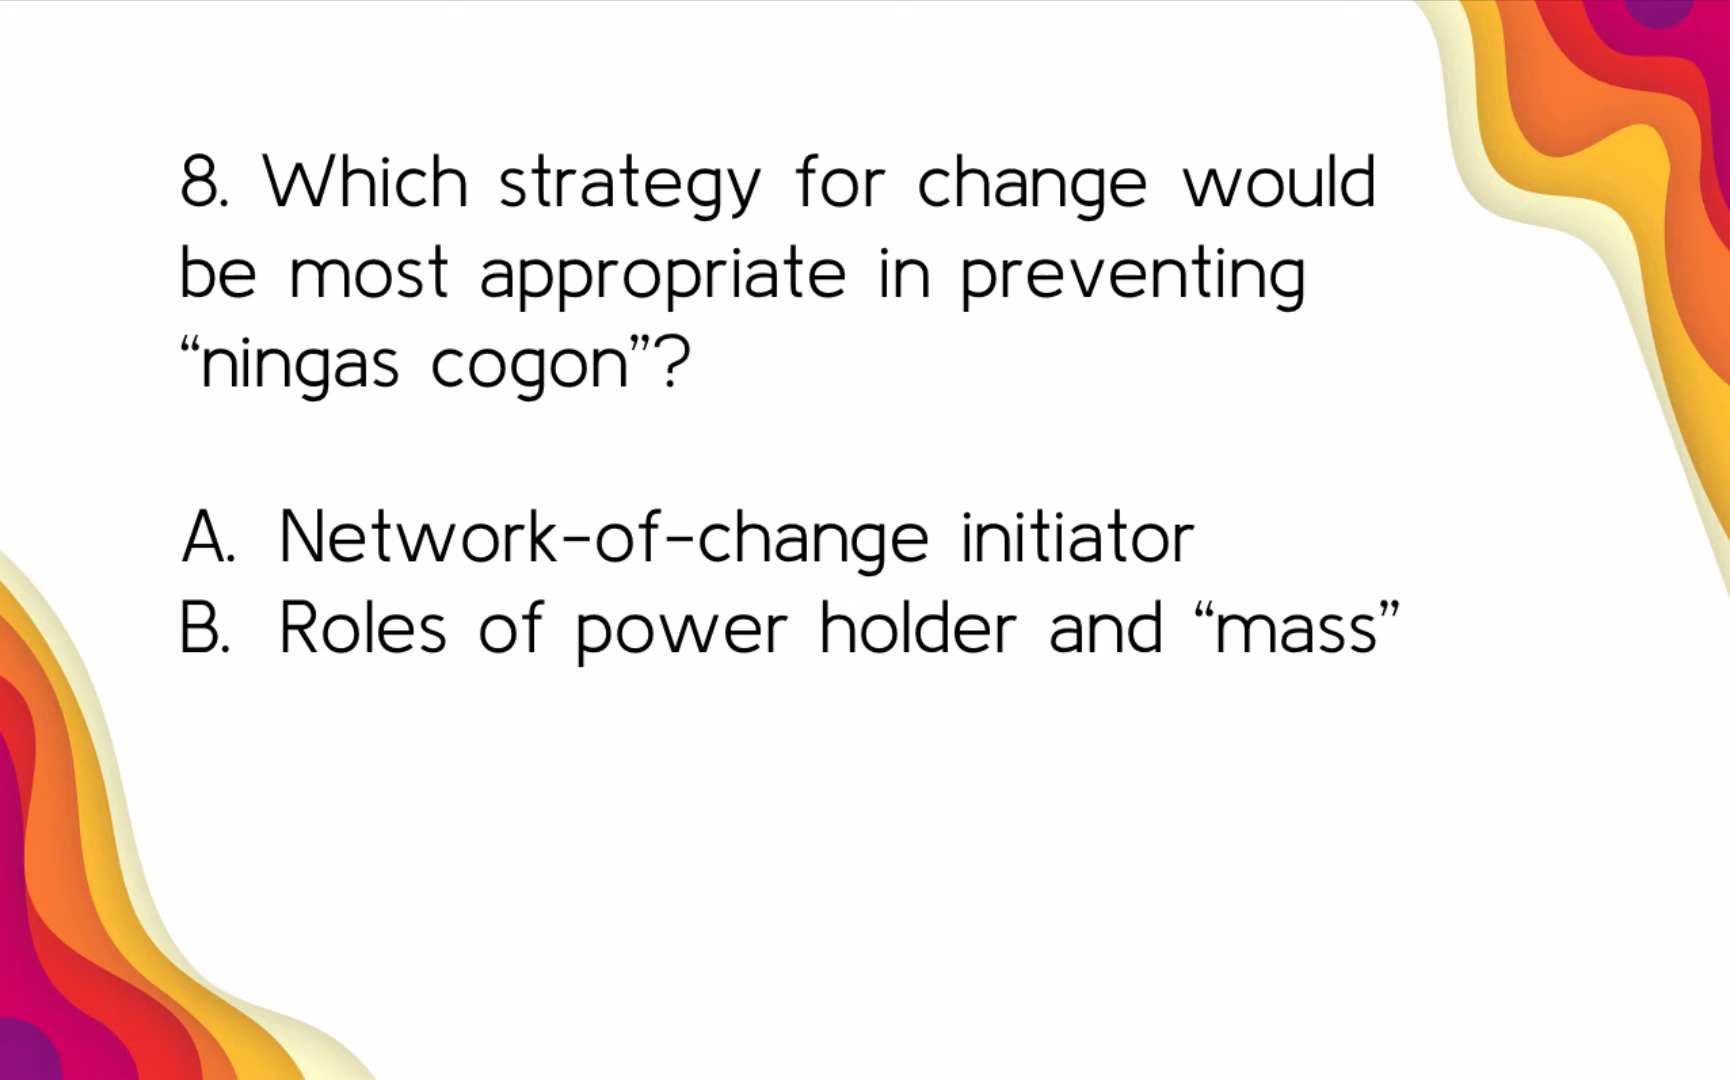 8. Which strategy for change would
be most appropriate in preventing
“ningas cogon”?
A. Network-of-change initiator
B. Roles of power holder and “mass”